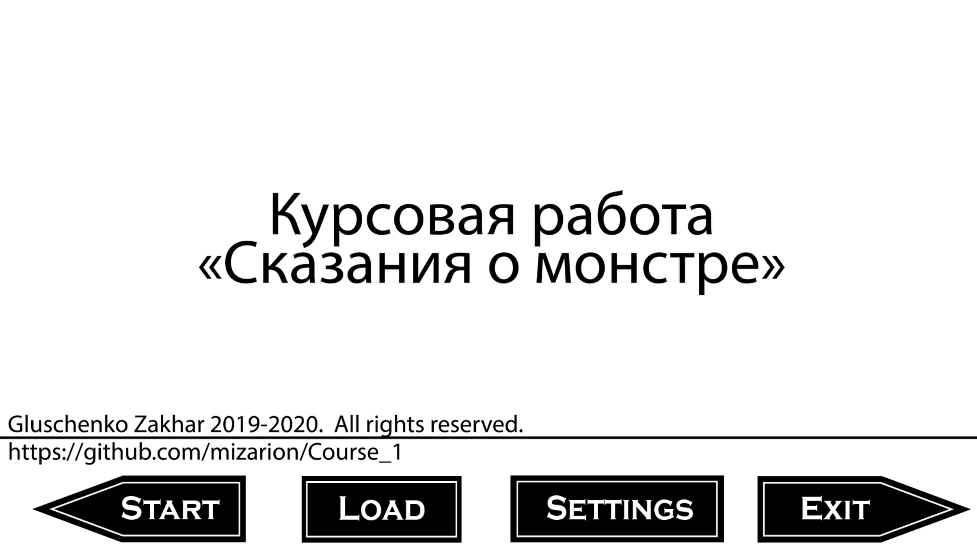 Курсовая работа
«Сказания о монстре»
Gluschenko Zakhar 2019-2020.  All rights reserved.
https://github.com/mizarion/Course_1
START
LOAD
SETTINGS
EXIT